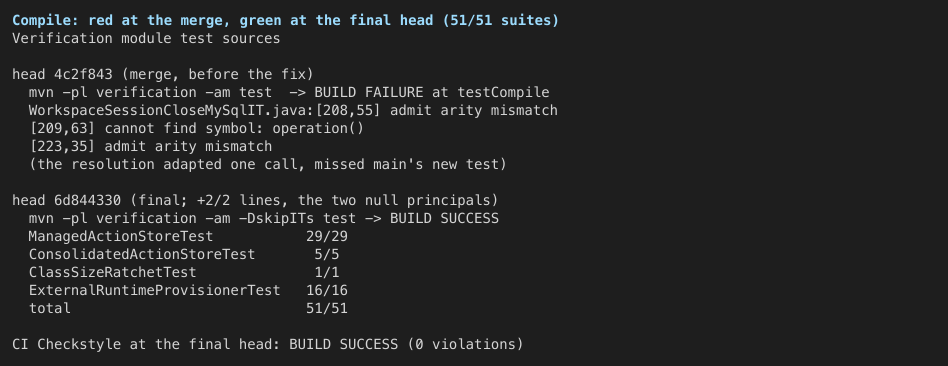 Compile: red at the merge, green at the final head (51/51 suites)
Verification module test sources
head 4c2f843 (merge, before the fix)
mvn -pl verification -am test  -> BUILD FAILURE at testCompile
WorkspaceSessionCloseMySqlIT.java:[208,55] admit arity mismatch
[209,63] cannot find symbol: operation()
[223,35] admit arity mismatch
(the resolution adapted one call, missed main's new test)
head 6d844330 (final; +2/2 lines, the two null principals)
mvn -pl verification -am -DskipITs test -> BUILD SUCCESS
ManagedActionStoreTest           29/29
ConsolidatedActionStoreTest       5/5
ClassSizeRatchetTest              1/1
ExternalRuntimeProvisionerTest   16/16
total                            51/51
CI Checkstyle at the final head: BUILD SUCCESS (0 violations)